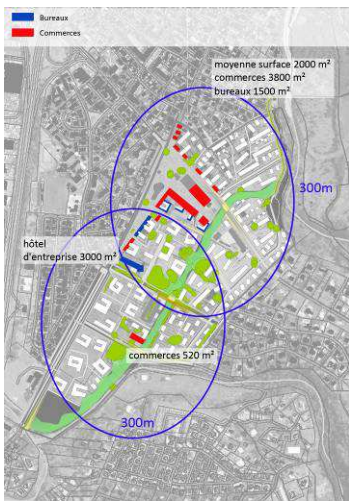 Bureaux
Commerces
moyenne surface 2000 m²
commerces 3800 m²
bureaux 1500 m²
300m
hôtel
d'entreprise 3000 m²
commerces 520 m²
300m